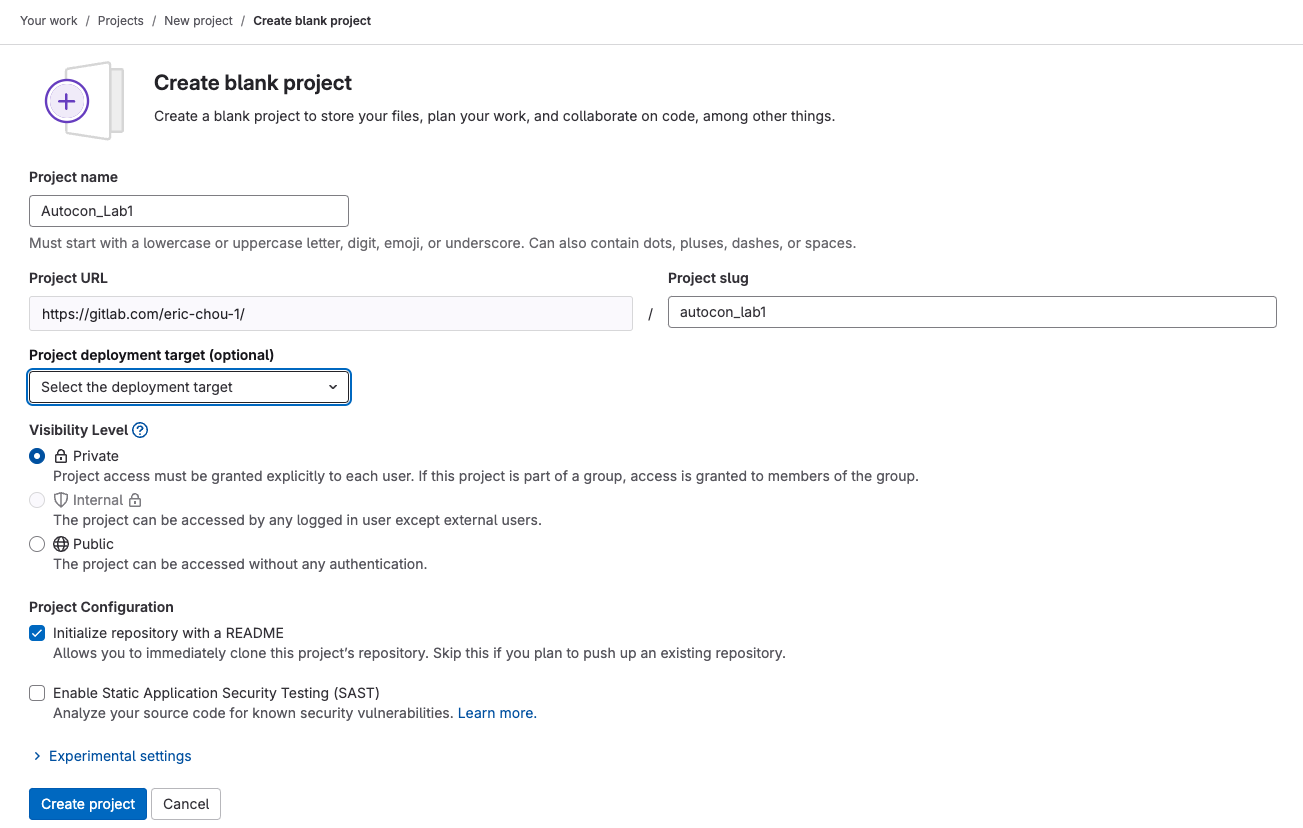 Your work / Projects / New project / Create blank project
Create blank project
Create a blank project to store your files, plan your work, and collaborate on code, among other things.
Project name
Autocon_Lab1
Must start with a lowercase or uppercase letter, digit, emoji, or underscore. Can also contain dots, pluses, dashes, or spaces.
Project URL
Project slug
https://gitlab.com/eric-chou-1/ / autocon_lab1
Project deployment target (optional)
Select the deployment target
Visibility Level
Private
Project access must be granted explicitly to each user. If this project is part of a group, access is granted to members of the group.
Internal
The project can be accessed by any logged in user except external users.
Public
The project can be accessed without any authentication.
Project Configuration
Initialize repository with a README
Allows you to immediately clone this project's repository. Skip this if you plan to push up an existing repository.
Enable Static Application Security Testing (SAST)
Analyze your source code for known security vulnerabilities. Learn more.
Experimental settings
Create project
Cancel